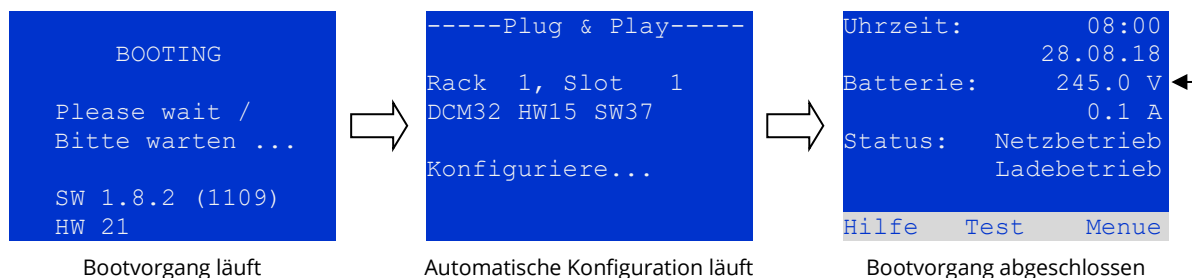 BOOTING
Please wait /
Bitte warten ...
SW 1.8.2 (1109)
HW 21
Bootvorgang läuft
-----Plug & Play-----
Rack 1, Slot 1
DCM32 HW15 SW37
Konfiguriere...
Automatische Konfiguration läuft
Uhrzeit: 08:00
28.08.18
Batterie: 245.0 V
0.1 A
Status: Netzbetrieb
Ladebetrieb
Hilfe Test Menue
Bootvorgang abgeschlossen